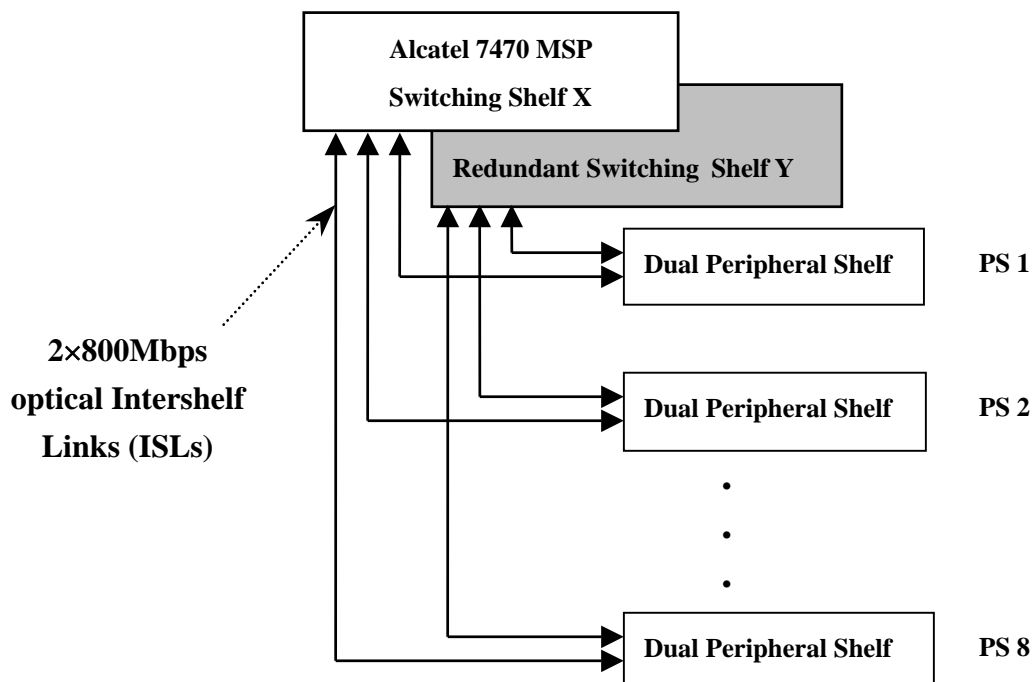 Alcatel 7470 MSP
Switching Shelf X
Redundant Switching Shelf Y
Dual Peripheral Shelf PS 1
2×800Mbps
optical Intershelf
Links (ISLs)
Dual Peripheral Shelf PS 2
Dual Peripheral Shelf PS 8